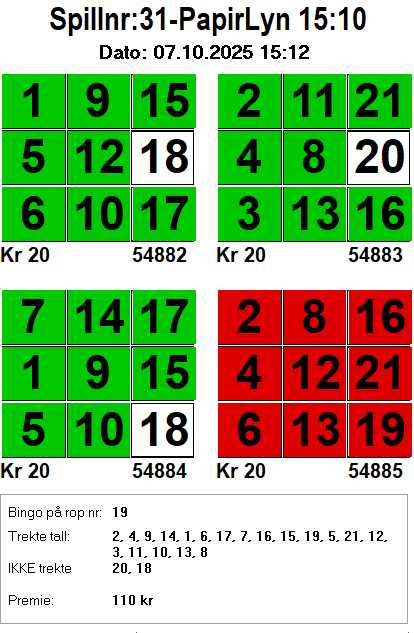 Spillnr:31-PapirLyn 15:10
Dato: 07.10.2025 15:12
1 9 15
5 12 18
6 10 17
Kr 20 54882
2 11 21
4 8 20
3 13 16
Kr 20 54883
7 14 17
1 9 15
5 10 18
Kr 20 54884
2 8 16
4 12 21
6 13 19
Kr 20 54885
Bingo på rop nr: 19
Trekte tall: 2, 4, 9, 14, 1, 6, 17, 7, 16, 15, 19, 5, 21, 12,
3, 11, 10, 13, 8
IKKE trekte 20, 18
Premie: 110 kr